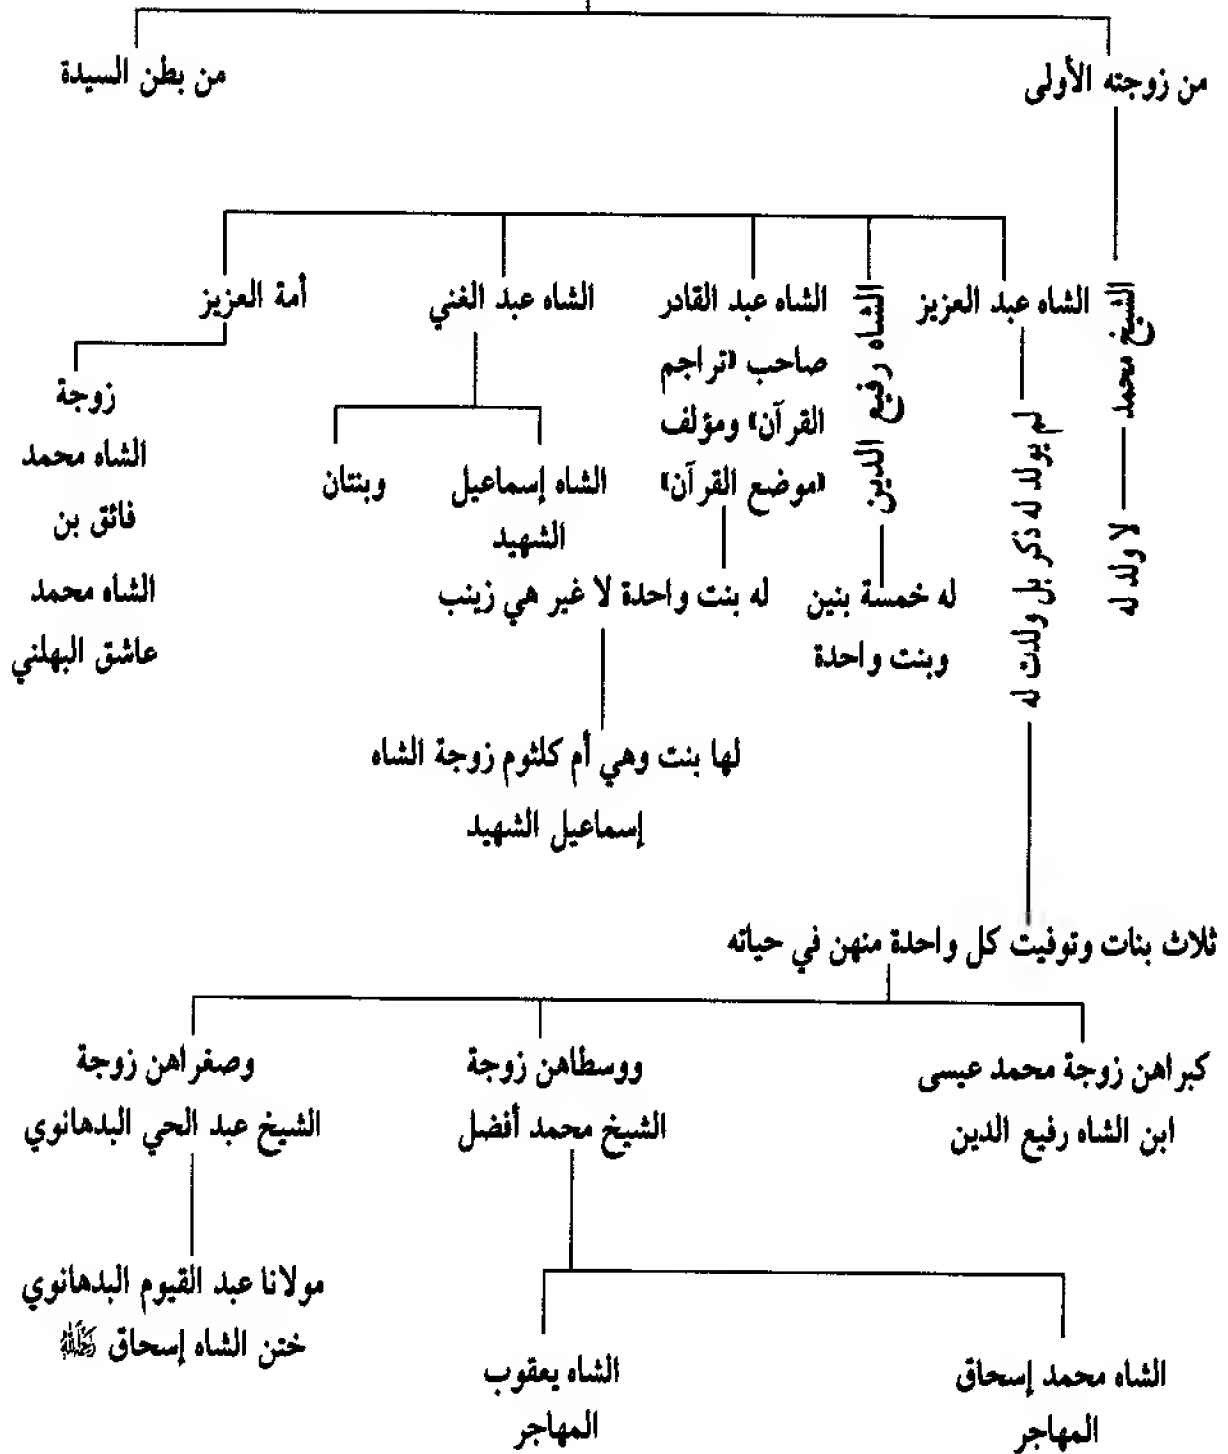 من زوجته الأولى
من بطن السيدة
الشيخ محمد
لا ولد له
الشاه عبد العزيز
لم يولد له ذكر بل ولدت له
الشاه رفيع الدين
له خمسة بنين
وبنت واحدة
الشاه عبد القادر
صاحب «تراجم
القرآن» ومؤلف
«موضع القرآن»
له بنت واحدة لا غير هي زينب
لها بنت وهي أم كلثوم زوجة الشاه
إسماعيل الشهيد
الشاه عبد الغني
الشاه إسماعيل
الشهيد
وبنتان
أمة العزيز
زوجة
الشاه محمد
فائق بن
الشاه محمد
عاشق البهلني
ثلاث بنات وتوفيت كل واحدة منهن في حياته
كبراهن زوجة محمد عيسى
ابن الشاه رفيع الدين
ووسطاهن زوجة
الشيخ محمد أفضل
وصغراهن زوجة
الشيخ عبد الحي البدهانوي
مولانا عبد القيوم البدهانوي
ختن الشاه إسحاق رحمه الله
الشاه محمد إسحاق
المهاجر
الشاه يعقوب
المهاجر